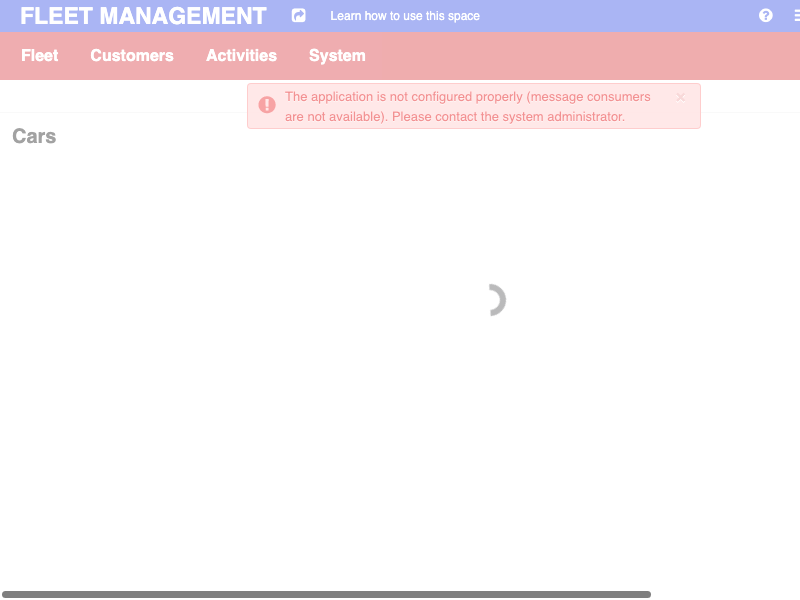 FLEET MANAGEMENT
Learn how to use this space
Fleet
Customers
Activities
System
The application is not configured properly (message consumers
are not available). Please contact the system administrator.
Cars